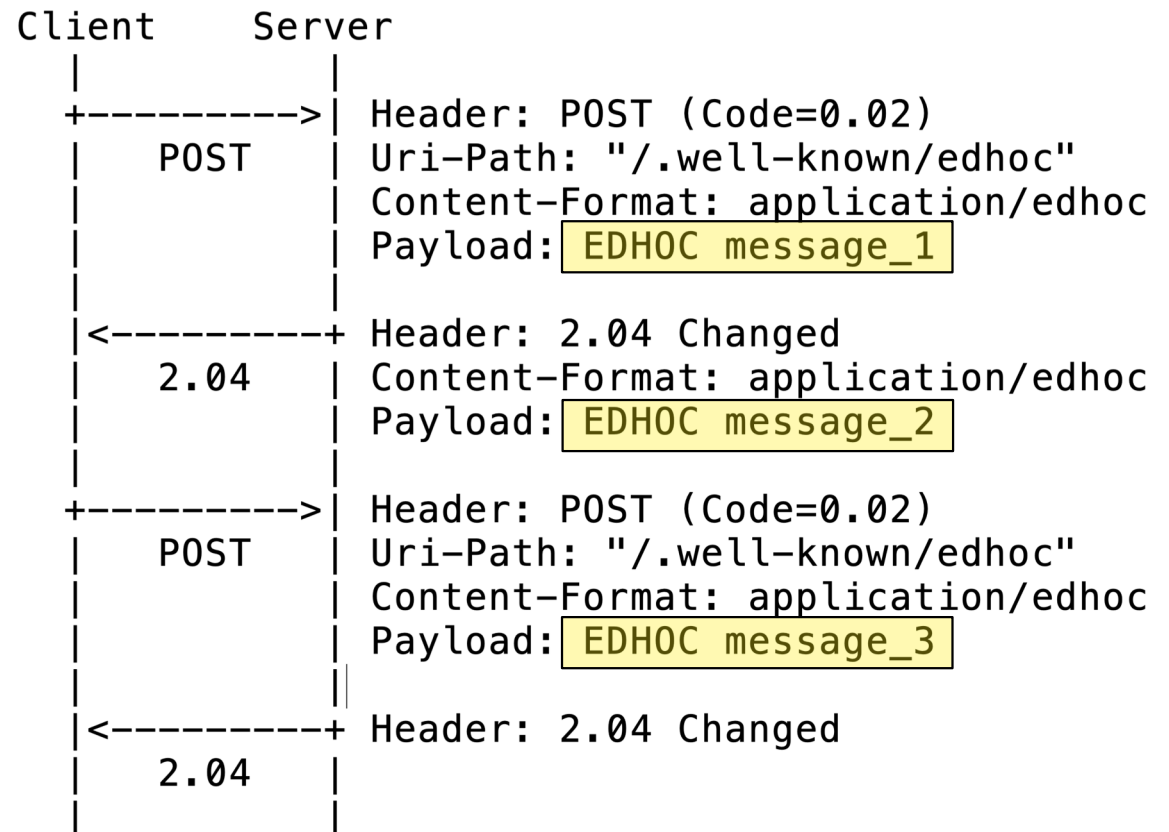 Client Server
Header: POST (Code=0.02)
POST Uri-Path: "/.well-known/edhoc"
Content-Format: application/edhoc
Payload: EDHOC message_1
Header: 2.04 Changed
2.04 Content-Format: application/edhoc
Payload: EDHOC message_2
Header: POST (Code=0.02)
POST Uri-Path: "/.well-known/edhoc"
Content-Format: application/edhoc
Payload: EDHOC message_3
Header: 2.04 Changed
2.04